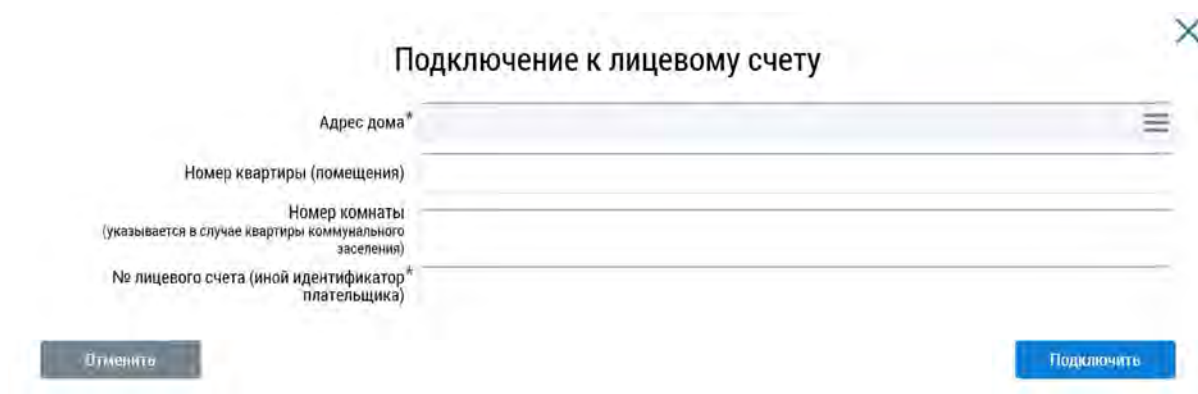 Подключение к лицевому счету
Адрес дома*
Номер квартиры (помещения)
Номер комнаты
(указывается в случае квартиры коммунального
заселения)
№ лицевого счета (иной идентификатор*
плательщика)
Отменить
Подключить